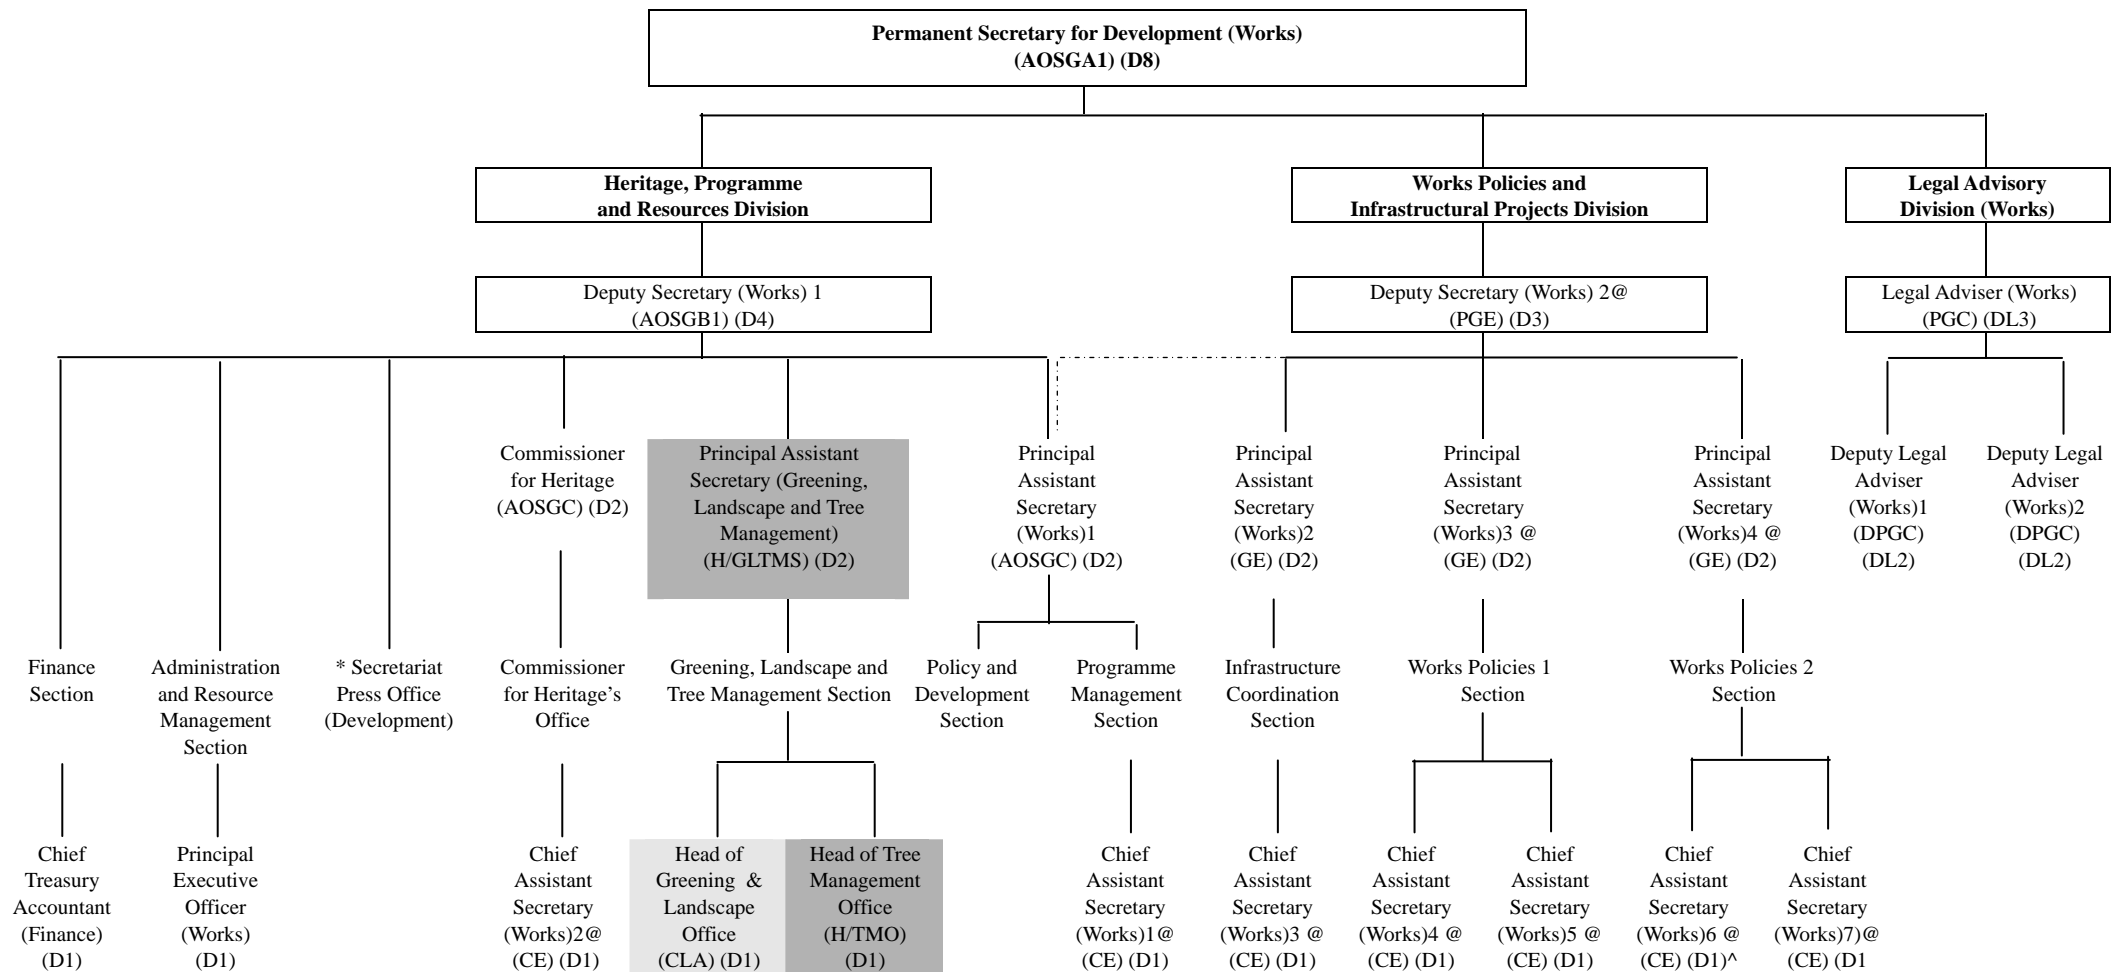 Permanent Secretary for Development (Works)
(AOSGA1) (D8)
Heritage, Programme
and Resources Division
Works Policies and
Infrastructural Projects Division
Legal Advisory
Division (Works)
Deputy Secretary (Works) 1
(AOSGB1) (D4)
Deputy Secretary (Works) 2@
(PGE) (D3)
Legal Adviser (Works)
(PGC) (DL3)
Commissioner
for Heritage
(AOSGC) (D2)
Principal Assistant
Secretary (Greening,
Landscape and Tree
Management)
(H/GLTMS) (D2)
Principal
Assistant
Secretary
(Works)1
(AOSGC) (D2)
Principal
Assistant
Secretary
(Works)2
(GE) (D2)
Principal
Assistant
Secretary
(Works)3 @
(GE) (D2)
Principal
Assistant
Secretary
(Works)4 @
(GE) (D2)
Deputy Legal
Adviser
(Works)1
(DPGC)
(DL2)
Deputy Legal
Adviser
(Works)2
(DPGC)
(DL2)
Finance
Section
Administration
and Resource
Management
Section
* Secretariat
Press Office
(Development)
Commissioner
for Heritage's
Office
Greening, Landscape and
Tree Management Section
Policy and
Development
Section
Programme
Management
Section
Infrastructure
Coordination
Section
Works Policies 1
Section
Works Policies 2
Section
Chief
Treasury
Accountant
(Finance)
(D1)
Principal
Executive
Officer
(Works)
(D1)
Chief
Assistant
Secretary
(Works)2@
(CE) (D1)
Head of
Greening &
Landscape
Office
(CLA) (D1)
Head of Tree
Management
Office
(H/TMO)
(D1)
Chief
Assistant
Secretary
(Works)1@
(CE) (D1)
Chief
Assistant
Secretary
(Works)3 @
(CE) (D1)
Chief
Assistant
Secretary
(Works)4 @
(CE) (D1)
Chief
Assistant
Secretary
(Works)5 @
(CE) (D1)
Chief
Assistant
Secretary
(Works)6 @
(CE) (D1)^
Chief
Assistant
Secretary
(Works)7)@
(CE) (D1